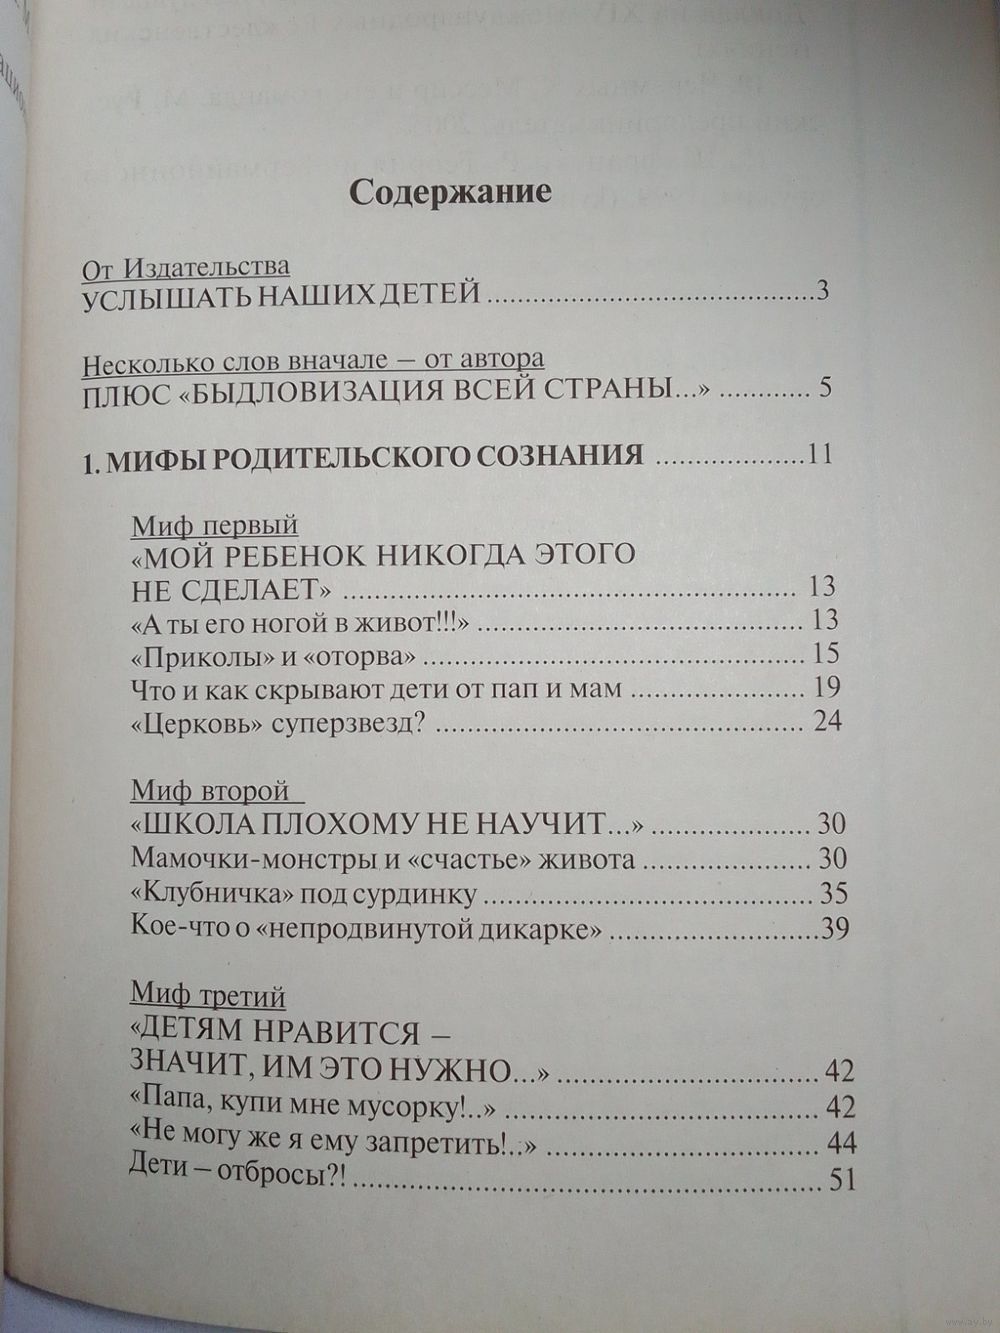 Содержание
От Издательства
УСЛЫШАТЬ НАШИХ ДЕТЕЙ ........................................... 3
Несколько слов вначале – от автора
ПЛЮС «БЫДЛОВИЗАЦИЯ ВСЕЙ СТРАНЫ...» ............ 5
1. МИФЫ РОДИТЕЛЬСКОГО СОЗНАНИЯ .................... 11
Миф первый
«МОЙ РЕБЕНОК НИКОГДА ЭТОГО
НЕ СДЕЛАЕТ» ............................................................ 13
«А ты его ногой в живот!!!» ........................................... 13
«Приколы» и «оторва» .................................................. 15
Что и как скрывают дети от пап и мам ....................... 19
«Церковь» суперзвезд? ................................................ 24
Миф второй
«ШКОЛА ПЛОХОМУ НЕ НАУЧИТ...» ..................... 30
Мамочки-монстры и «счастье» живота ...................... 30
«Клубничка» под сурдинку ........................................... 35
Кое-что о «непродвинутой дикарке» ........................... 39
Миф третий
«ДЕТЯМ НРАВИТСЯ –
ЗНАЧИТ, ИМ ЭТО НУЖНО...» .................................. 42
«Папа, купи мне мусорку!..» ......................................... 42
«Не могу же я ему запретить!..» .................................... 44
Дети – отбросы?! .............................................................. 51
www.ay.by